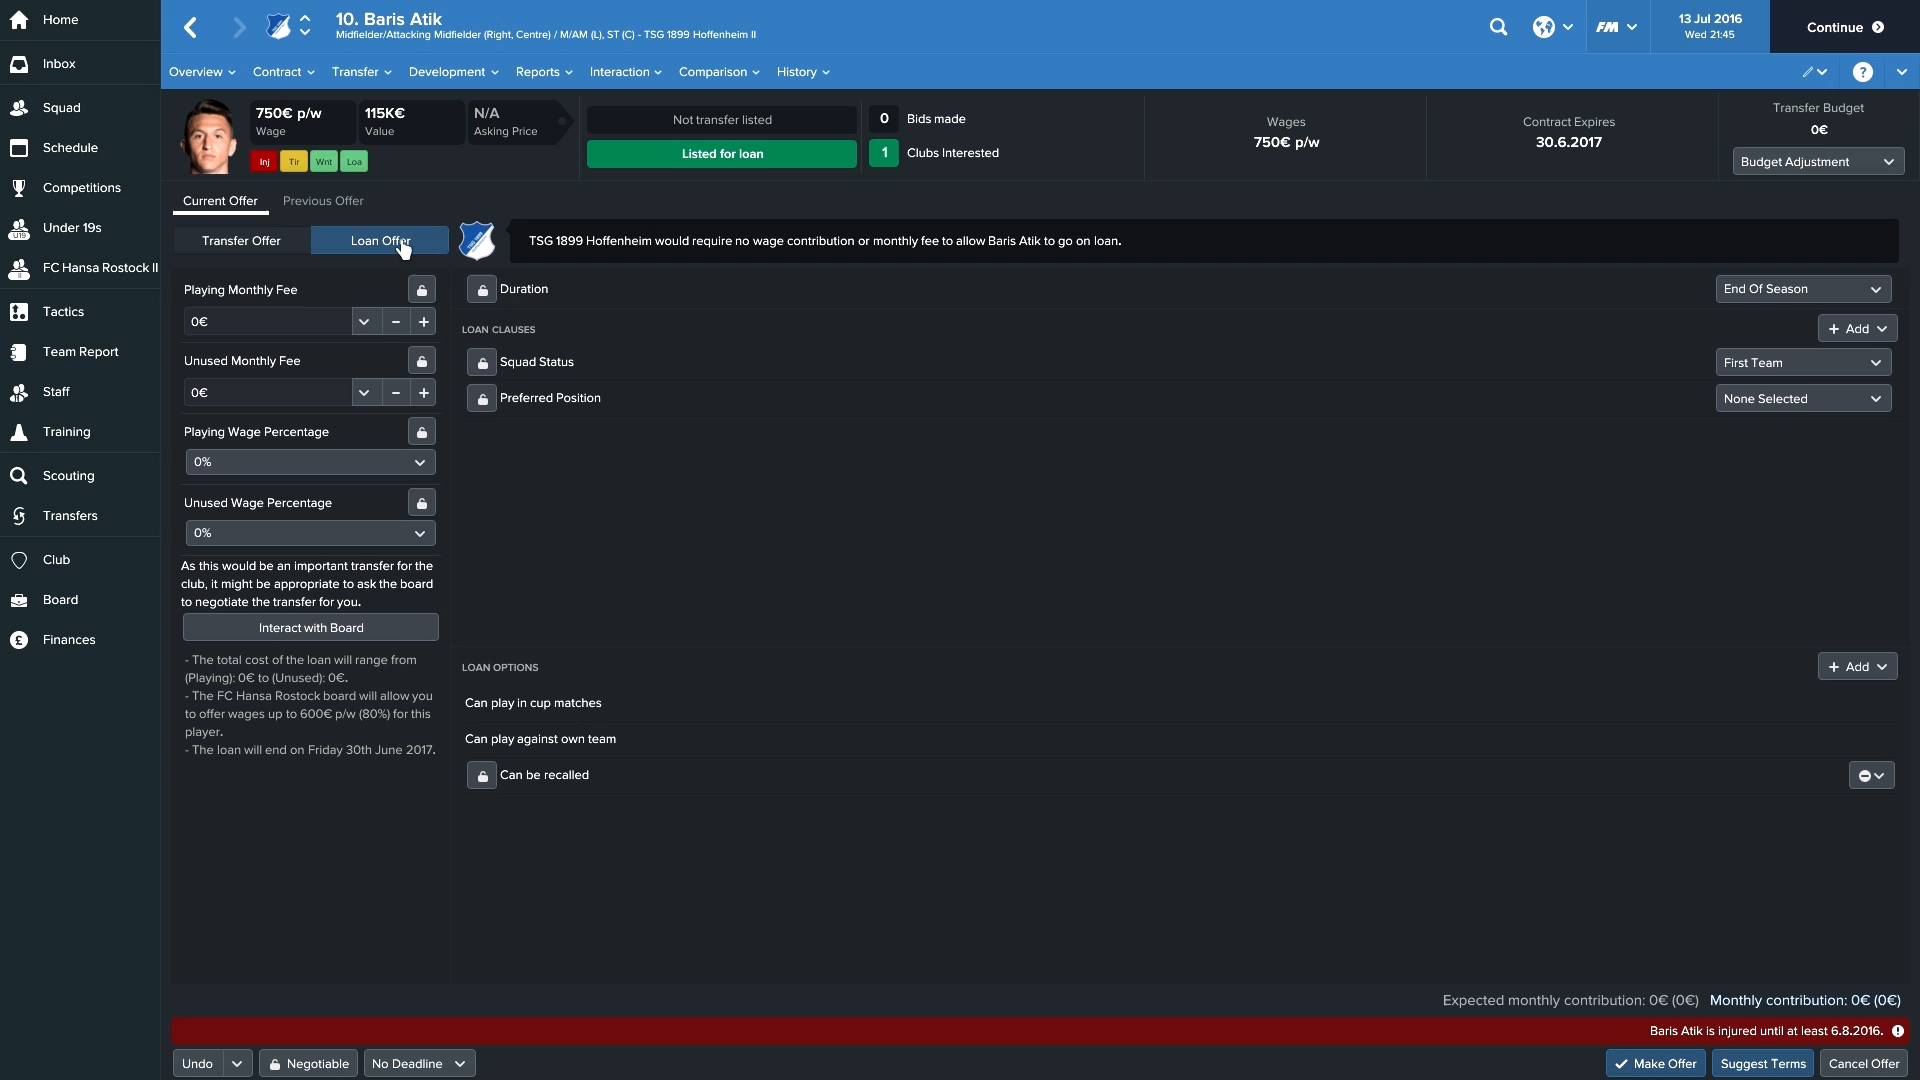 Home
Inbox
Squad
Schedule
Competitions
Under 19s
FC Hansa Rostock II
Tactics
Team Report
Staff
Training
Scouting
Transfers
Club
Board
Finances
10. Baris Atik
Midfielder/Attacking Midfielder (Right, Centre) / M/AM (L), ST (C) - TSG 1899 Hoffenheim II
FM
13 Jul 2016
Wed 21:45
Continue
Overview Contract Transfer Development Reports Interaction Comparison History
?
750€ p/w
Wage
115K€
Value
N/A
Asking Price
Inj Tir Wnt Loa
Not transfer listed
Listed for loan
0 Bids made
1 Clubs Interested
Wages
750€ p/w
Contract Expires
30.6.2017
Transfer Budget
0€
Budget Adjustment
Current Offer Previous Offer
Transfer Offer Loan Offer
TSG 1899 Hoffenheim would require no wage contribution or monthly fee to allow Baris Atik to go on loan.
Playing Monthly Fee
0€
Unused Monthly Fee
0€
Playing Wage Percentage
0%
Unused Wage Percentage
0%
As this would be an important transfer for the
club, it might be appropriate to ask the board
to negotiate the transfer for you.
Interact with Board
- The total cost of the loan will range from
(Playing): 0€ to (Unused): 0€.
- The FC Hansa Rostock board will allow you
to offer wages up to 600€ p/w (80%) for this
player.
- The loan will end on Friday 30th June 2017.
Duration End Of Season
LOAN CLAUSES + Add
Squad Status First Team
Preferred Position None Selected
LOAN OPTIONS + Add
Can play in cup matches
Can play against own team
Can be recalled
Expected monthly contribution: 0€ (0€) Monthly contribution: 0€ (0€)
Baris Atik is injured until at least 6.8.2016.
Undo Negotiable No Deadline Make Offer Suggest Terms Cancel Offer